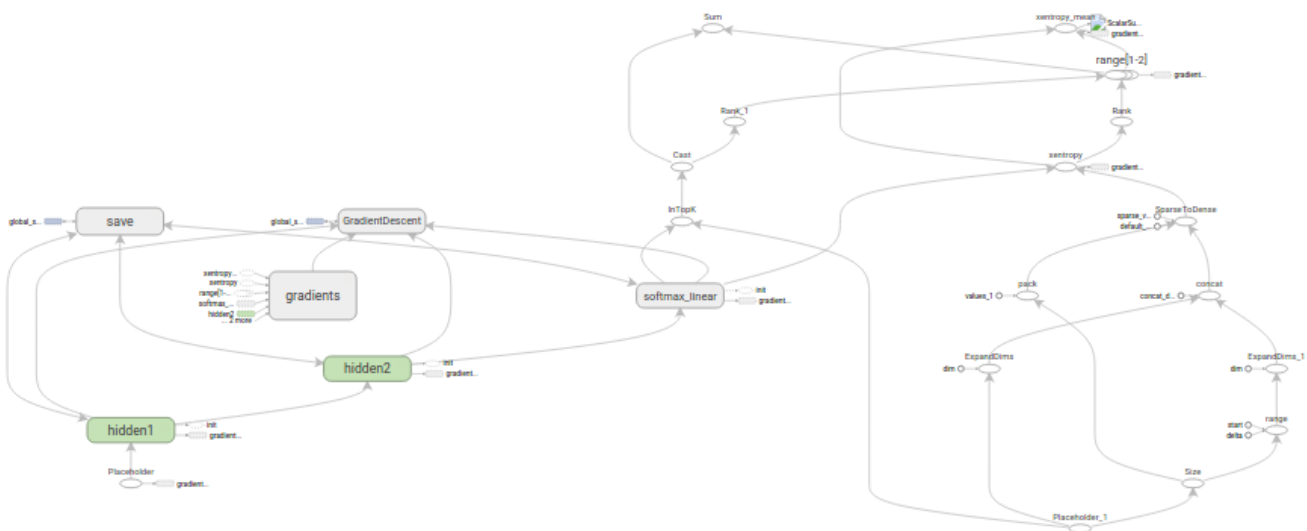 Sum
xentropy_mean
ScalarSu...
gradient...
range[1-2]
gradient...
Rank_1
Rank
Cast
xentropy
gradient...
global_s...
save
global_s...
GradientDescent
InTopK
SparseToDense
sparse_v...
default_...
xentropy...
xentropy
range[1-...
softmax_...
hidden2
... 2 more
gradients
softmax_linear
init
gradient...
pack
values_1
concat
concat_d...
hidden2
init
gradient...
ExpandDims
dim
ExpandDims_1
dim
hidden1
init
gradient...
range
start
delta
Placeholder
gradient...
Size
Placeholder_1